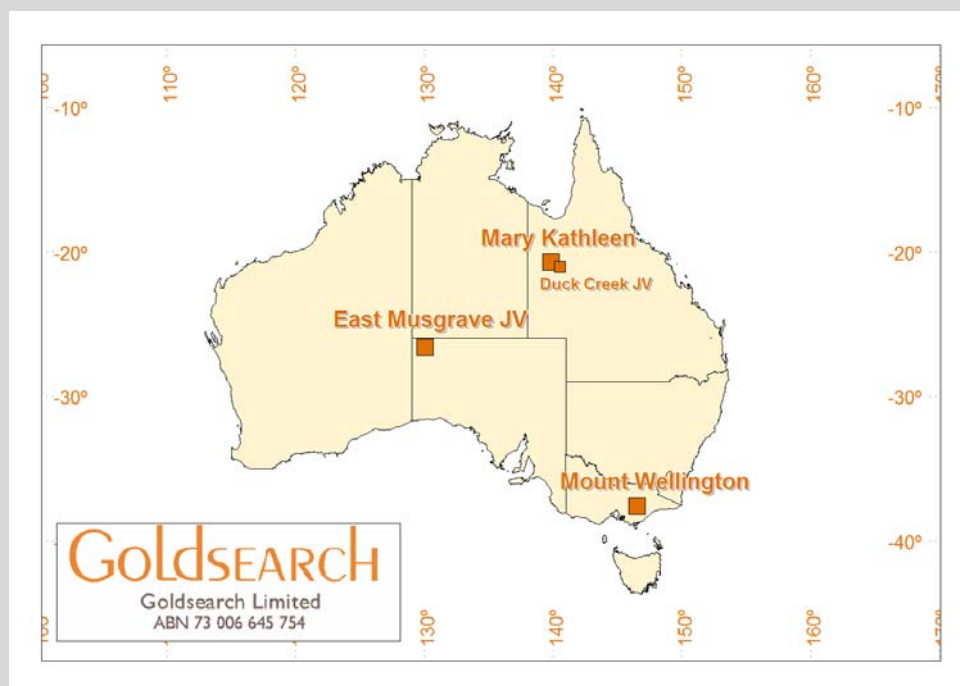 110°
120°
130°
140°
150°
160°
-10°
-10°
Mary Kathleen
-20°
-20°
Duck Creek JV
East Musgrave JV
-30°
-30°
Mount Wellington
GOLDSEARCH
-40°
Goldsearch Limited
ABN 73 006 645 754
130°
140°
150°
160°